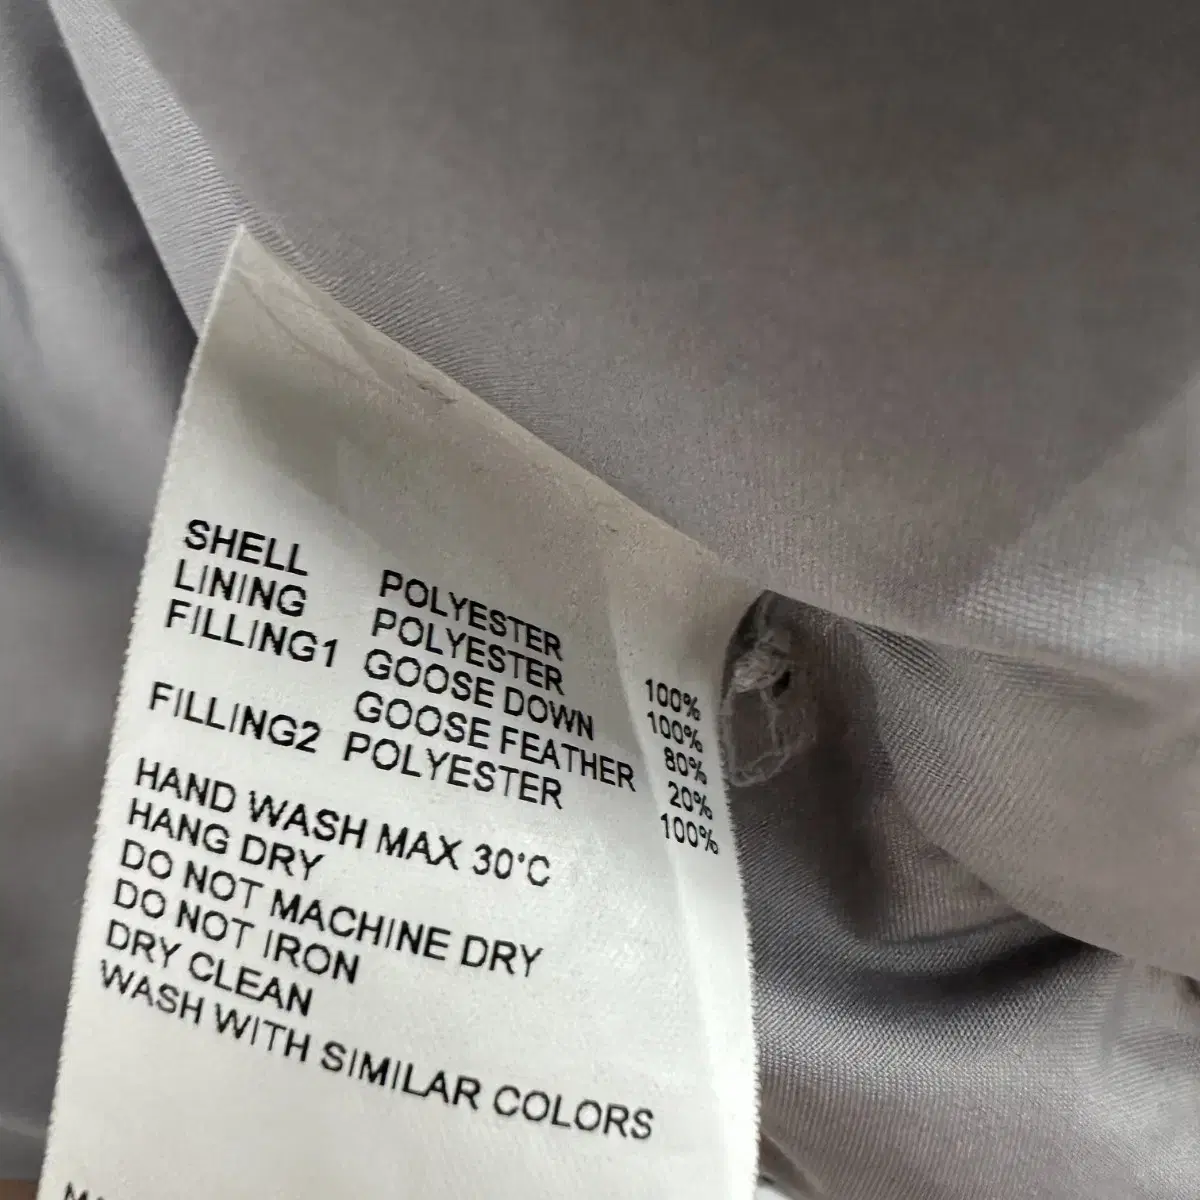 SHELL POLYESTER 100%
LINING POLYESTER 100%
FILLING1 GOOSE DOWN 80%
GOOSE FEATHER 20%
FILLING2 POLYESTER 100%
HAND WASH MAX 30°C
HANG DRY
DO NOT MACHINE DRY
DO NOT IRON
DRY CLEAN
WASH WITH SIMILAR COLORS